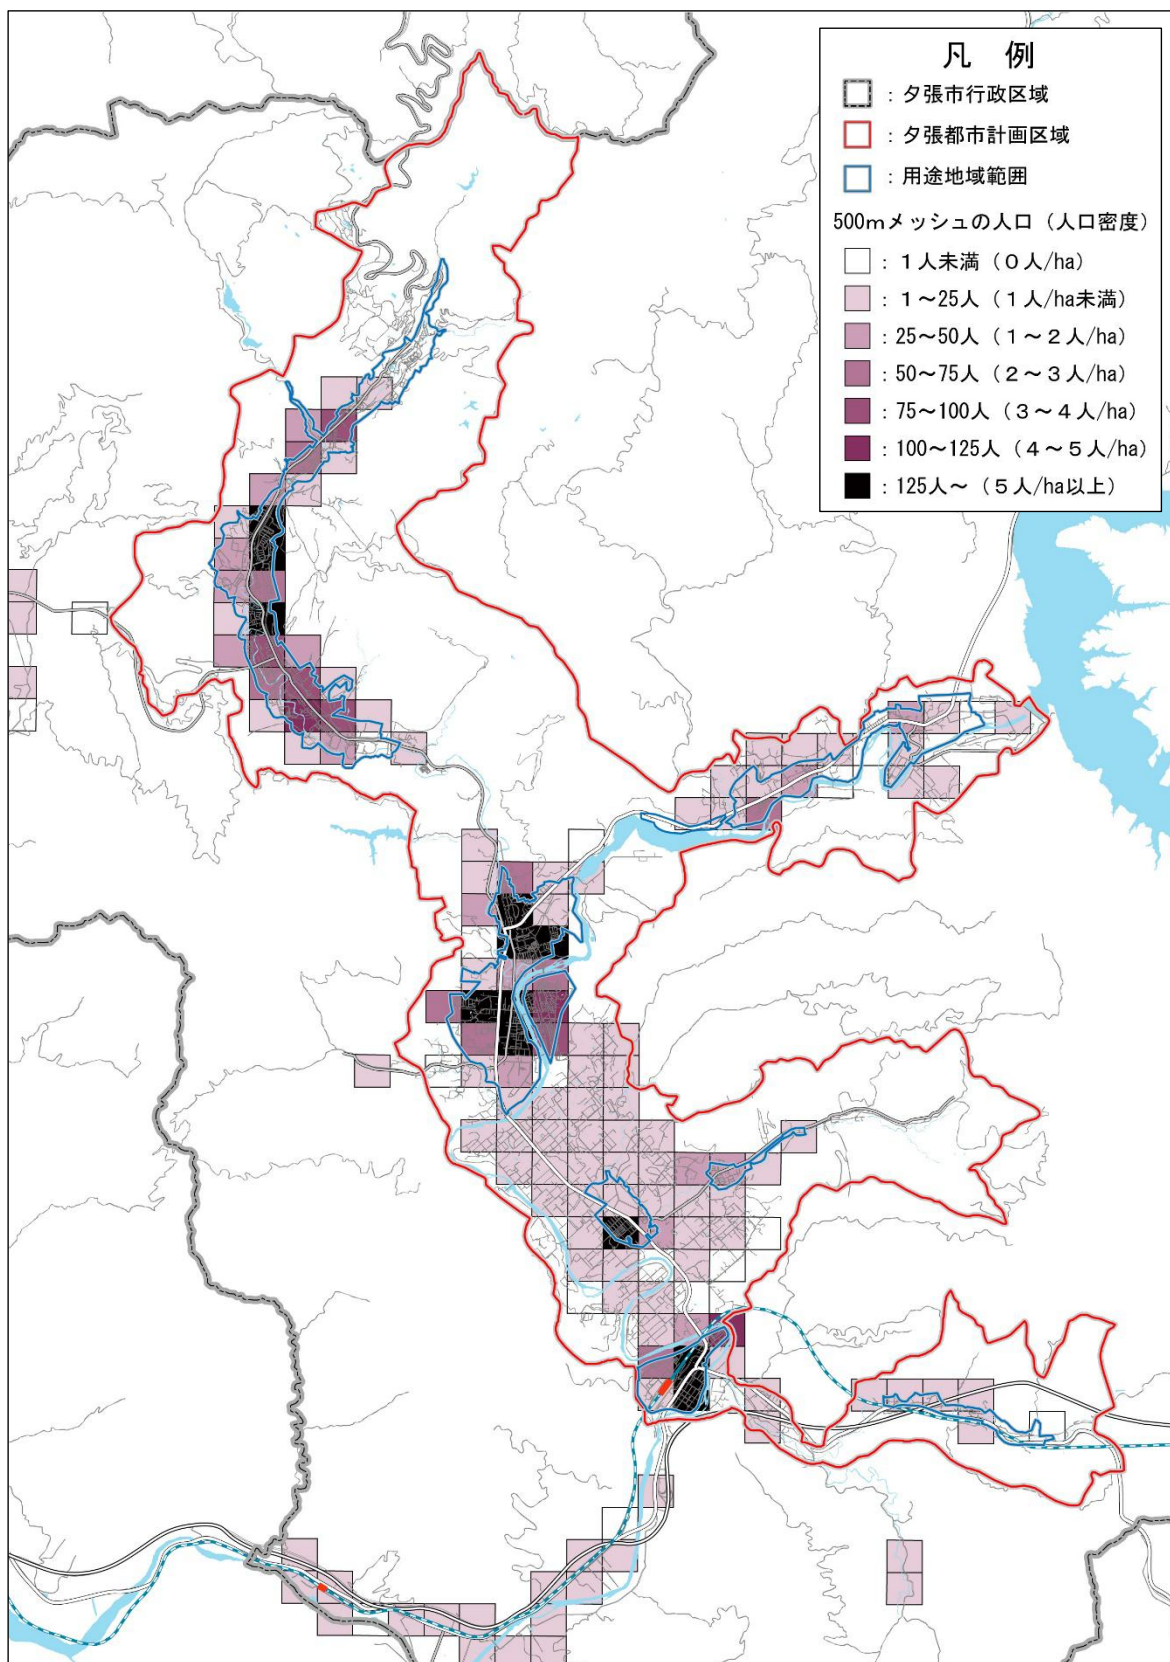 凡 例
：夕張市行政区域
：夕張都市計画区域
：用途地域範囲
500mメッシュの人口（人口密度）
：１人未満（０人/ha）
：１～25人（１人/ha未満）
：25～50人（１～２人/ha）
：50～75人（２～３人/ha）
：75～100人（３～４人/ha）
：100～125人（４～５人/ha）
：125人～（５人/ha以上）